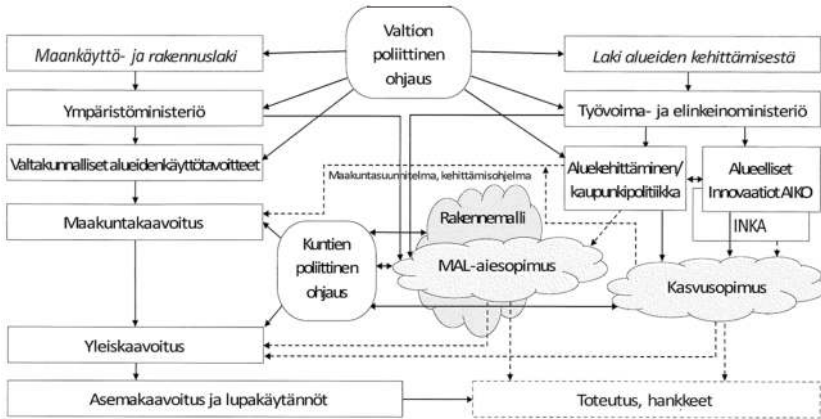 Valtion
poliittinen
ohjaus
Maankäyttö- ja rakennuslaki
Laki alueiden kehittämisestä
Ympäristöministeriö
Työvoima- ja elinkeinoministeriö
Valtakunnalliset alueidenkäyttötavoitteet
Maakuntasuunnitelma, kehittämisohjelma
Aluekehittäminen/
kaupunkipolitiikka
Alueelliset
Innovaatiot AIKO
INKA
Maakuntakaavoitus
Rakennemalli
Kuntien
poliittinen
ohjaus
MAL-aiesopimus
Kasvusopimus
Yleiskaavoitus
Asemakaavoitus ja lupakäytännöt
Toteutus, hankkeet